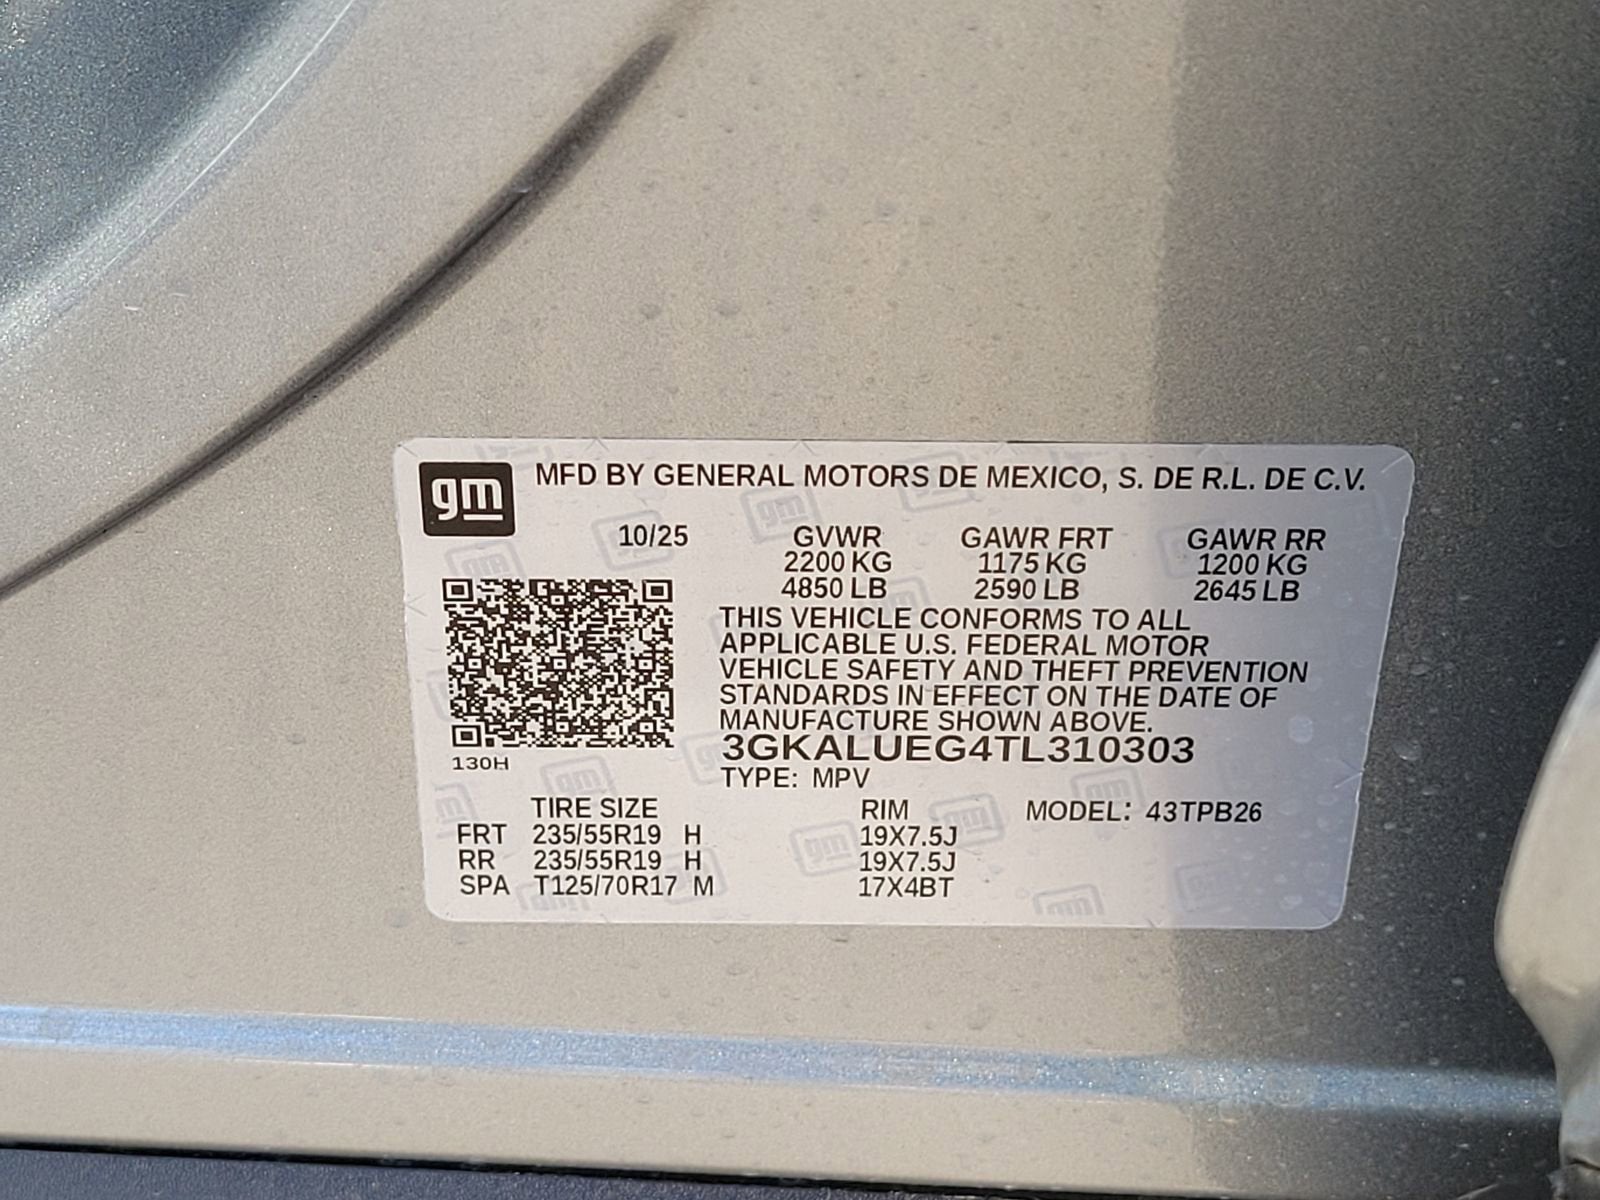 gm MFD BY GENERAL MOTORS DE MEXICO, S. DE R.L. DE C.V.
10/25 GVWR GAWR FRT GAWR RR
2200 KG 1175 KG 1200 KG
4850 LB 2590 LB 2645 LB
THIS VEHICLE CONFORMS TO ALL
APPLICABLE U.S. FEDERAL MOTOR
VEHICLE SAFETY AND THEFT PREVENTION
STANDARDS IN EFFECT ON THE DATE OF
MANUFACTURE SHOWN ABOVE.
3GKALUEG4TL310303
130H
TYPE: MPV
TIRE SIZE RIM MODEL: 43TPB26
FRT 235/55R19 H 19X7.5J
RR 235/55R19 H 19X7.5J
SPA T125/70R17 M 17X4BT